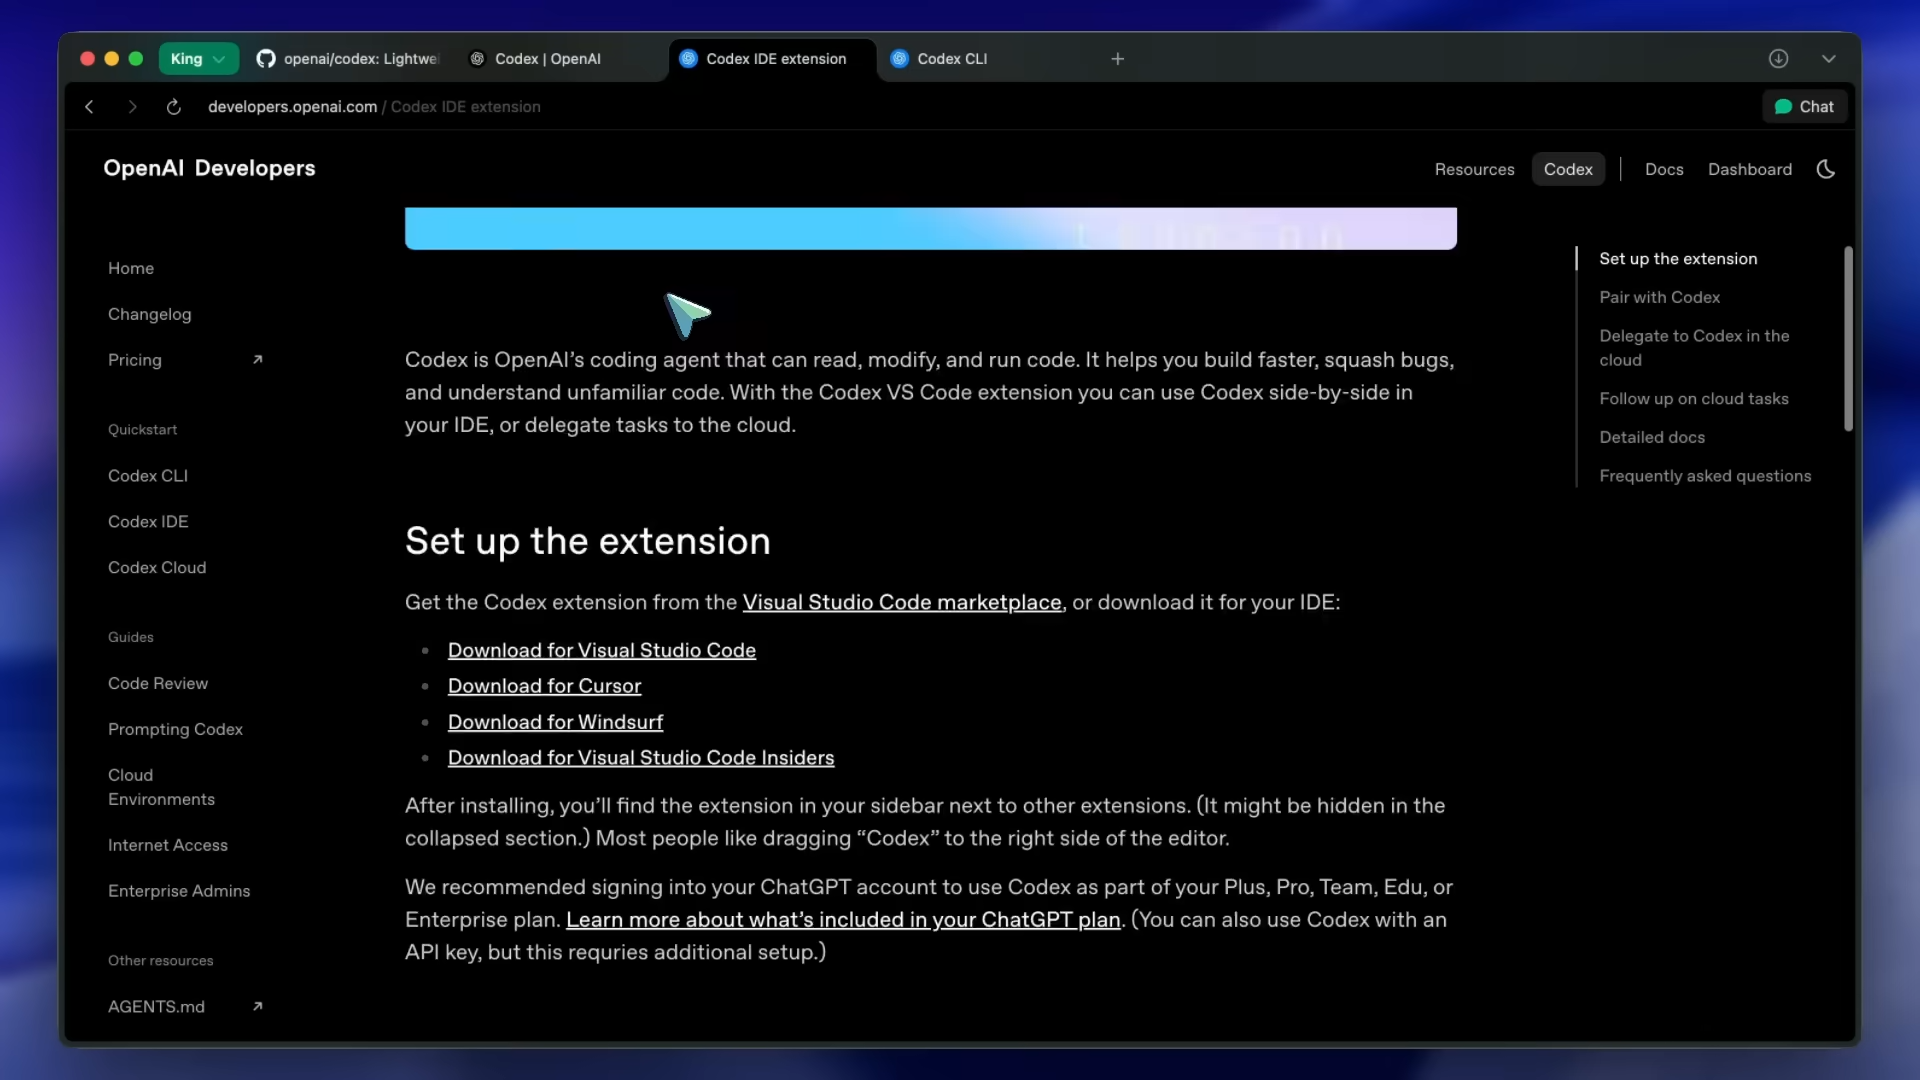 King
openai/codex: Lightwei
Codex | OpenAI
Codex IDE extension
Codex CLI
developers.openai.com / Codex IDE extension
Chat
OpenAI Developers
Resources
Codex
Docs
Dashboard
Home
Changelog
Pricing
Quickstart
Codex CLI
Codex IDE
Codex Cloud
Guides
Code Review
Prompting Codex
Cloud
Environments
Internet Access
Enterprise Admins
Other resources
AGENTS.md
Codex is OpenAI’s coding agent that can read, modify, and run code. It helps you build faster, squash bugs,
and understand unfamiliar code. With the Codex VS Code extension you can use Codex side-by-side in
your IDE, or delegate tasks to the cloud.
Set up the extension
Get the Codex extension from the Visual Studio Code marketplace, or download it for your IDE:
Download for Visual Studio Code
Download for Cursor
Download for Windsurf
Download for Visual Studio Code Insiders
After installing, you’ll find the extension in your sidebar next to other extensions. (It might be hidden in the
collapsed section.) Most people like dragging “Codex” to the right side of the editor.
We recommended signing into your ChatGPT account to use Codex as part of your Plus, Pro, Team, Edu, or
Enterprise plan. Learn more about what’s included in your ChatGPT plan. (You can also use Codex with an
API key, but this requries additional setup.)
Set up the extension
Pair with Codex
Delegate to Codex in the
cloud
Follow up on cloud tasks
Detailed docs
Frequently asked questions